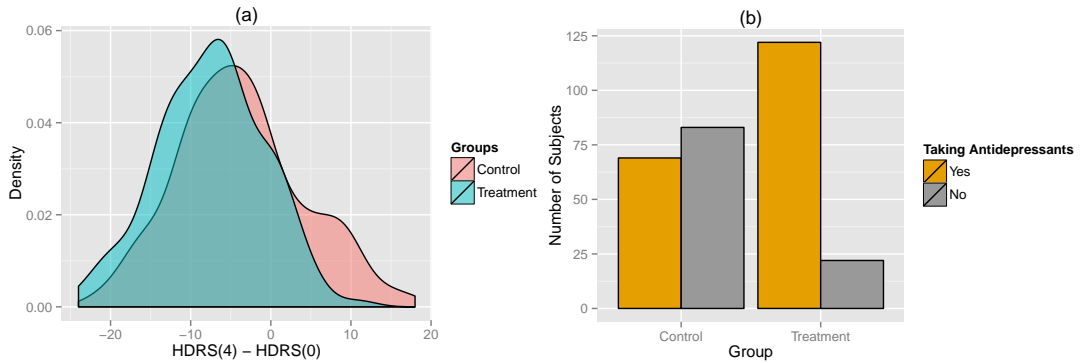 (a)
0.06
0.04
0.02
0.00
Density
−20
−10
0
10
20
HDRS(4) − HDRS(0)
Groups
Control
Treatment
(b)
125
100
75
50
25
0
Number of Subjects
Control
Treatment
Group
Taking Antidepressants
Yes
No